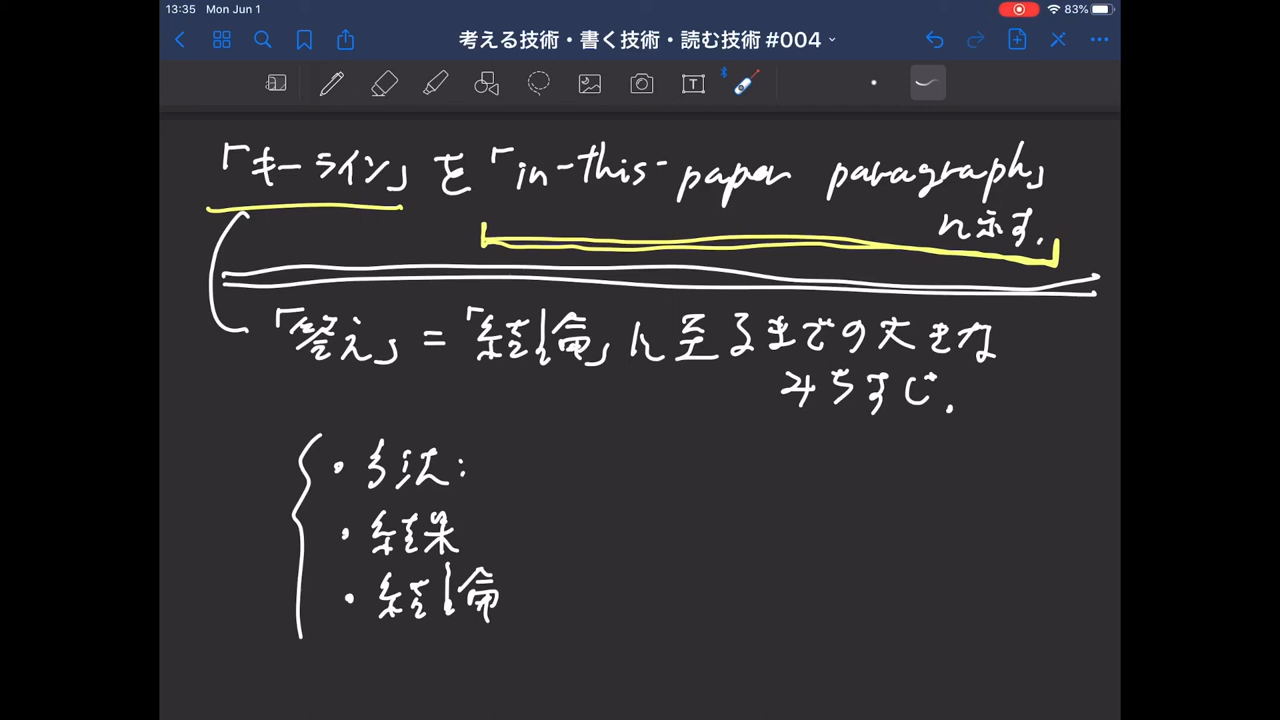 13:35 Mon Jun 1 83%
考える技術・書く技術・読む技術 #004
「キーライン」を「in-this-paper paragraph」
に示す.
「答え」=「結論」に至るまでの大きな
みちすじ.
・方法:
・結果
・結論